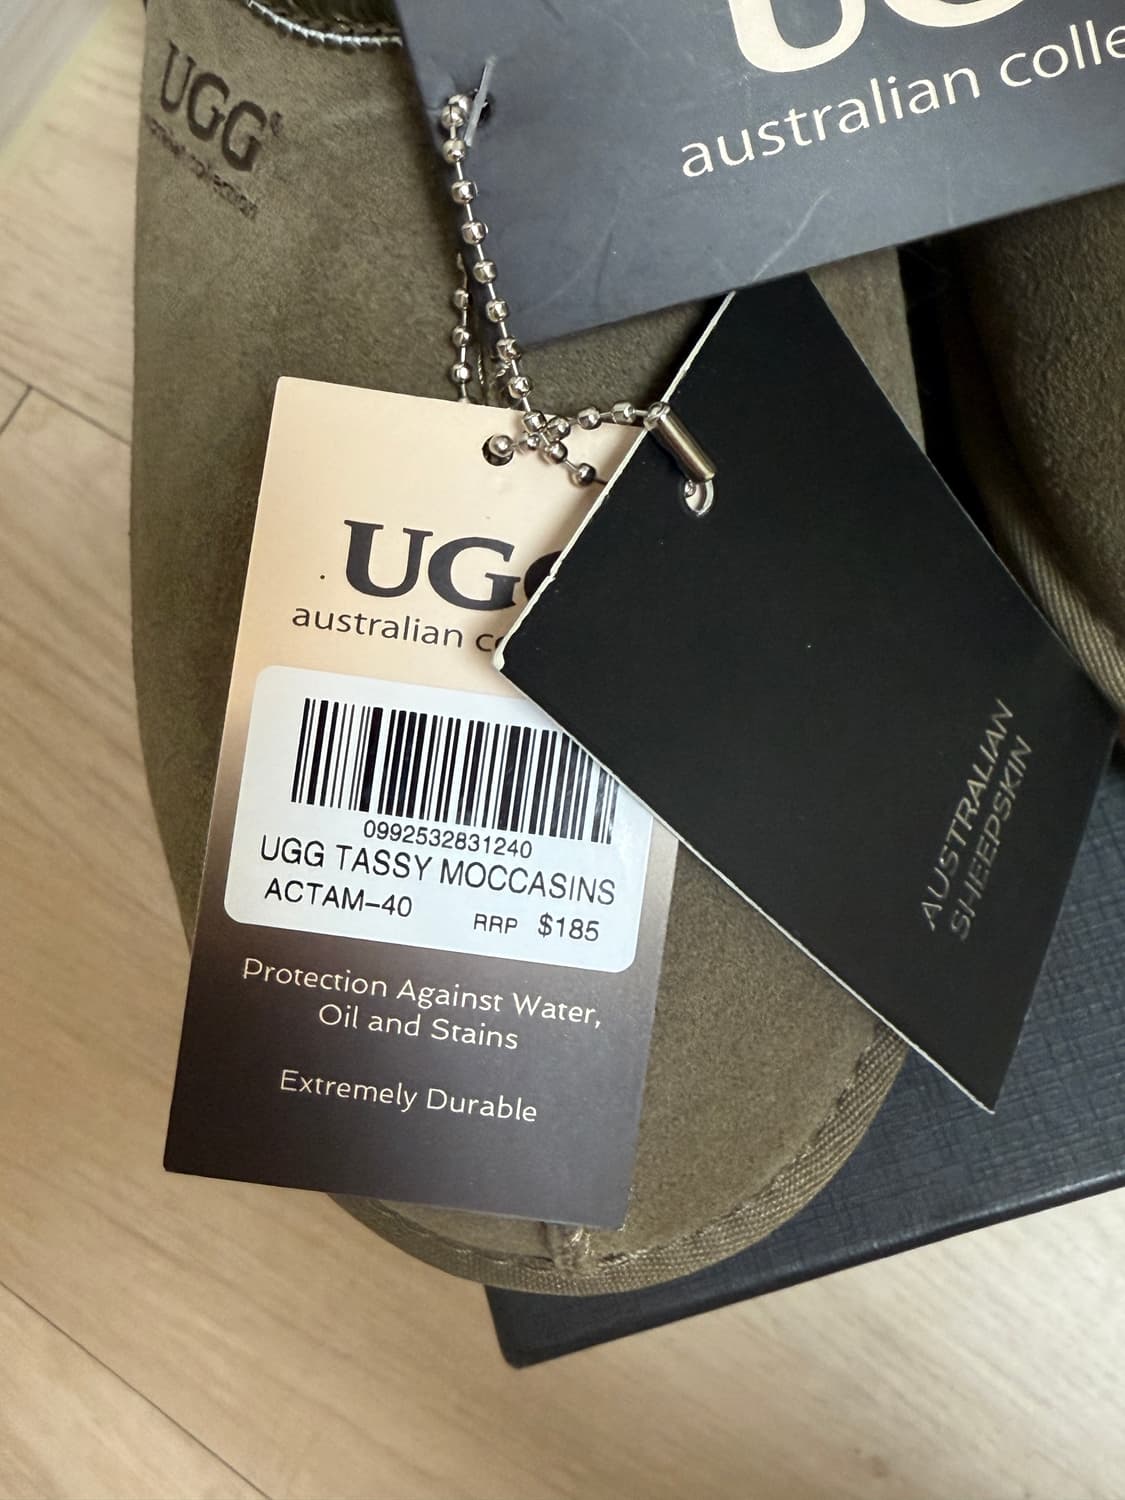 UGG
collection
australian colle
UGG
australian co
0992532831240
UGG TASSY MOCCASINS
ACTAM-40
RRP $185
Protection Against Water,
Oil and Stains
Extremely Durable
AUSTRALIAN
SHEEPSKIN